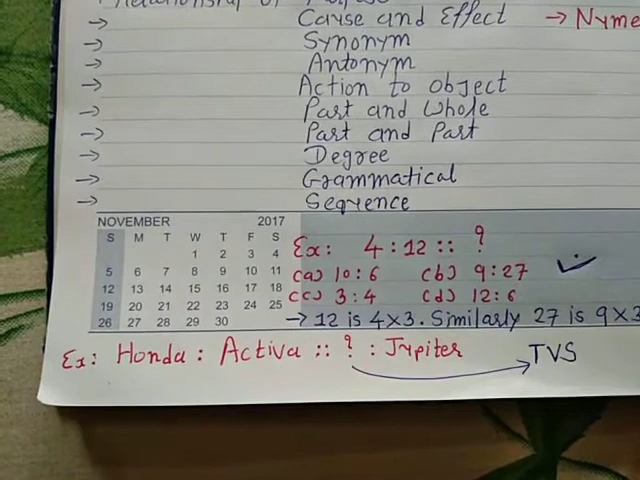 Relationship of
→ Cause and Effect → Nyme
→ Synonym
→ Antonym
→ Action to object
→ Part and Whole
→ Part and Part
→ Degree
→ Grammatical
→ Sequence
NOVEMBER 2017
S M T W T F S
1 2 3 4
5 6 7 8 9 10 11
12 13 14 15 16 17 18
19 20 21 22 23 24 25
26 27 28 29 30
Ex: 4 : 12 :: ?
(a) 10 : 6 (b) 9 : 27
(c) 3 : 4 (d) 12 : 6
→ 12 is 4×3. Similarly 27 is 9×3
Ex: Honda : Activa :: ? : Jupiter → TVS